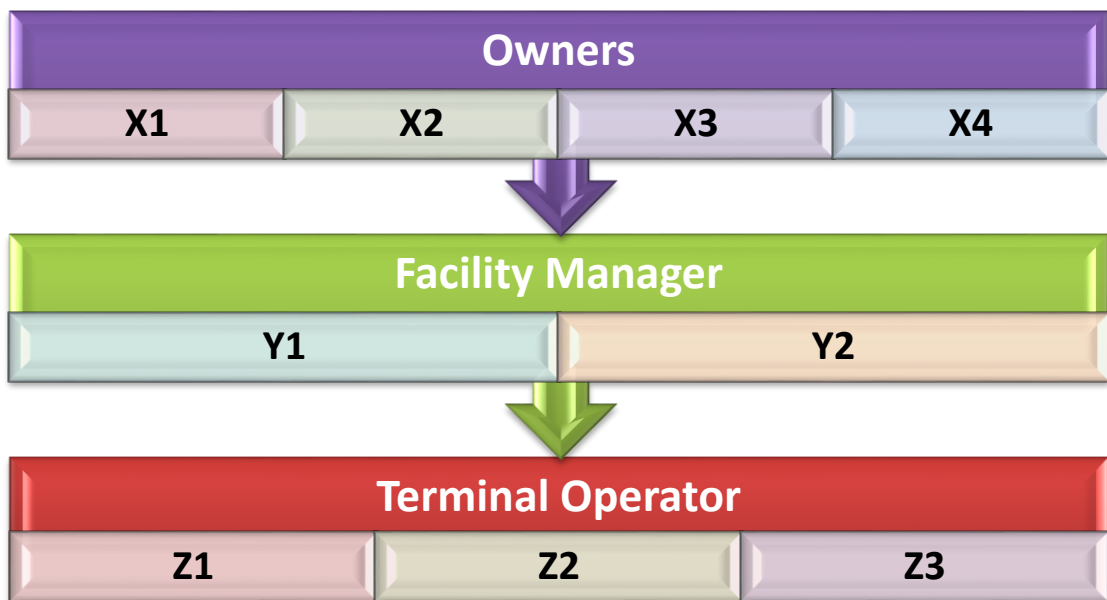 Owners
X1 X2 X3 X4
Facility Manager
Y1 Y2
Terminal Operator
Z1 Z2 Z3